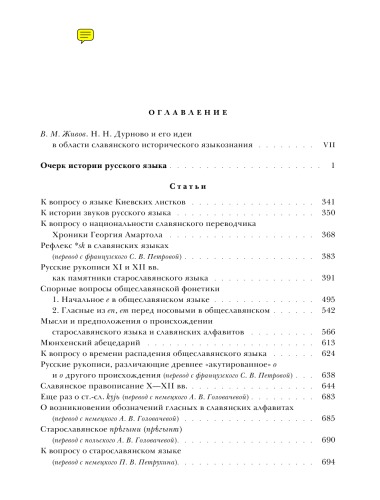 ОГЛАВЛЕНИЕ
В. М. Живов. Н. Н. Дурново и его идеи
в области славянского исторического языкознания . . . . . . . VII
Очерк истории русского языка . . . . . . . . . . . . . . . . . . . 1
Статьи
К вопросу о языке Киевских листков . . . . . . . . . . . . . . . . 341
К истории звуков русского языка . . . . . . . . . . . . . . . . . 350
К вопросу о национальности славянского переводчика
Хроники Георгия Амартола . . . . . . . . . . . . . . . . . . 368
Рефлекс *sk в славянских языках
(перевод с французского С. В. Петровой) . . . . . . . . . . . . . . 383
Русские рукописи XI и XII вв.
как памятники старославянского языка . . . . . . . . . . . . 391
Спорные вопросы общеславянской фонетики
1. Начальное e в общеславянском языке . . . . . . . . . . . . 495
2. Гласные из en, em перед носовыми в общеславянском . . . . . 542
Мысли и предположения о происхождении
старославянского языка и славянских алфавитов . . . . . . . 566
Мюнхенский абецедарий . . . . . . . . . . . . . . . . . . . . . 613
К вопросу о времени распадения общеславянского языка . . . . . . 624
Русские рукописи, различающие древнее «акутированное» о
и о другого происхождения (перевод с французского С. В. Петровой) . . . 638
Славянское правописание X—XII вв. . . . . . . . . . . . . . . . . 644
Еще раз о ст.-сл. kyjь (перевод с немецкого А. В. Головачевой) . . . . . . 683
О возникновении обозначений гласных в славянских алфавитах
(перевод с немецкого А. В. Головачевой) . . . . . . . . . . . . . . 685
Старославянское прѣгыни (прѣгынѩ)
(перевод с польского А. В. Головачевой). . . . . . . . . . . . . . . 690
К вопросу о старославянском языке
(перевод с немецкого П. В. Петрухина). . . . . . . . . . . . . . . 694